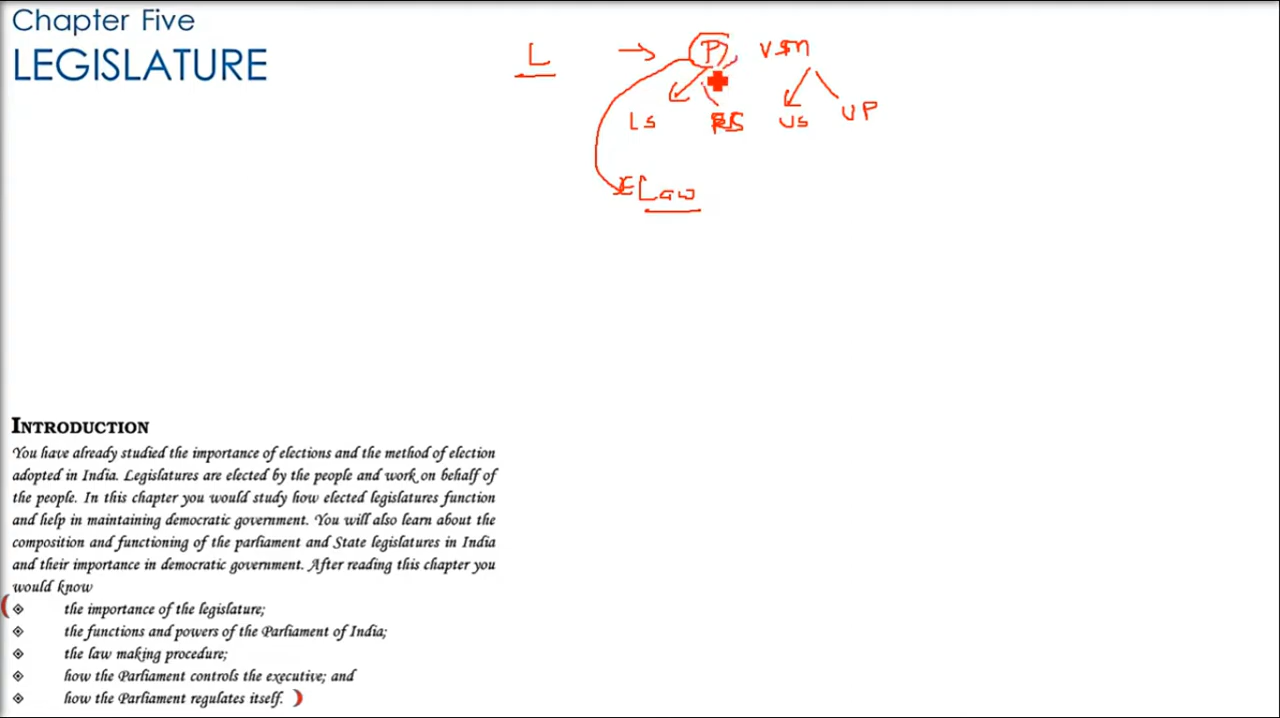 Chapter Five
LEGISLATURE
L P VSM
LS RS VS VP
Law
INTRODUCTION
You have already studied the importance of elections and the method of election
adopted in India. Legislatures are elected by the people and work on behalf of
the people. In this chapter you would study how elected legislatures function
and help in maintaining democratic government. You will also learn about the
composition and functioning of the parliament and State legislatures in India
and their importance in democratic government. After reading this chapter you
would know
the importance of the legislature;
the functions and powers of the Parliament of India;
the law making procedure;
how the Parliament controls the executive; and
how the Parliament regulates itself.